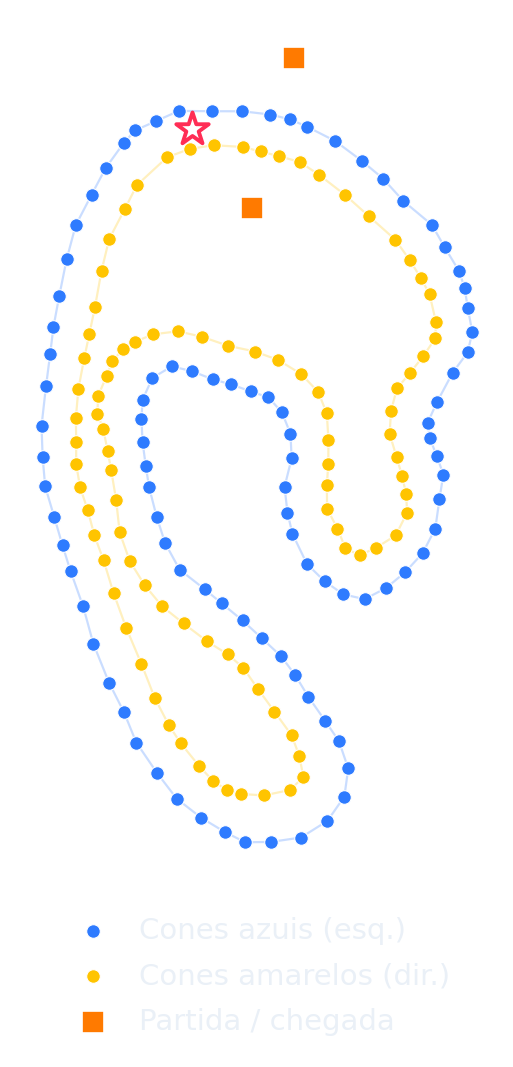 Cones azuis (esq.)
Cones amarelos (dir.)
Partida / chegada